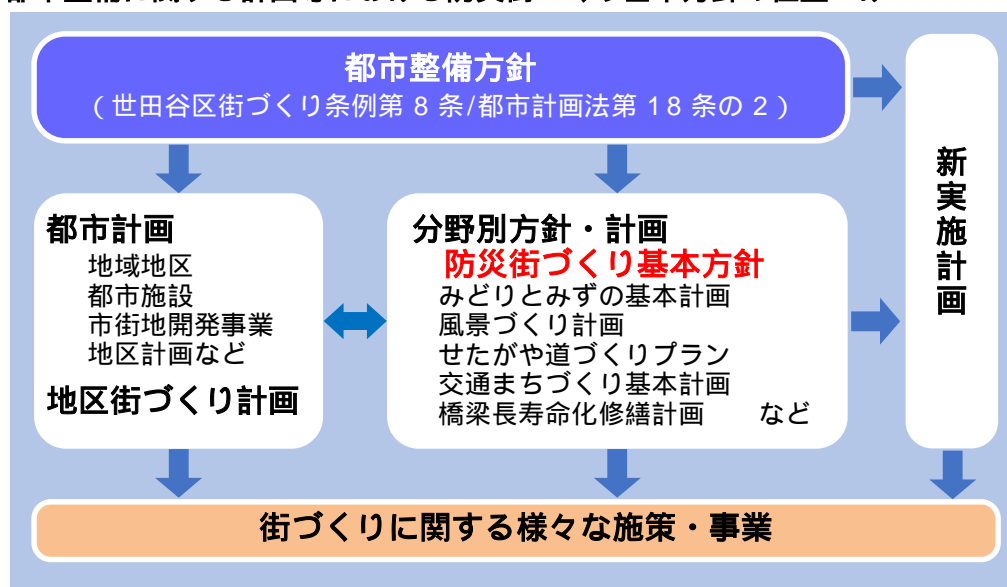 都市整備方針
（世田谷区街づくり条例第 8 条/都市計画法第 18 条の 2）
都市計画
地域地区
都市施設
市街地開発事業
地区計画など
地区街づくり計画
分野別方針・計画
防災街づくり基本方針
みどりとみずの基本計画
風景づくり計画
せたがや道づくりプラン
交通まちづくり基本計画
橋梁長寿命化修繕計画　　など
新実施計画
街づくりに関する様々な施策・事業